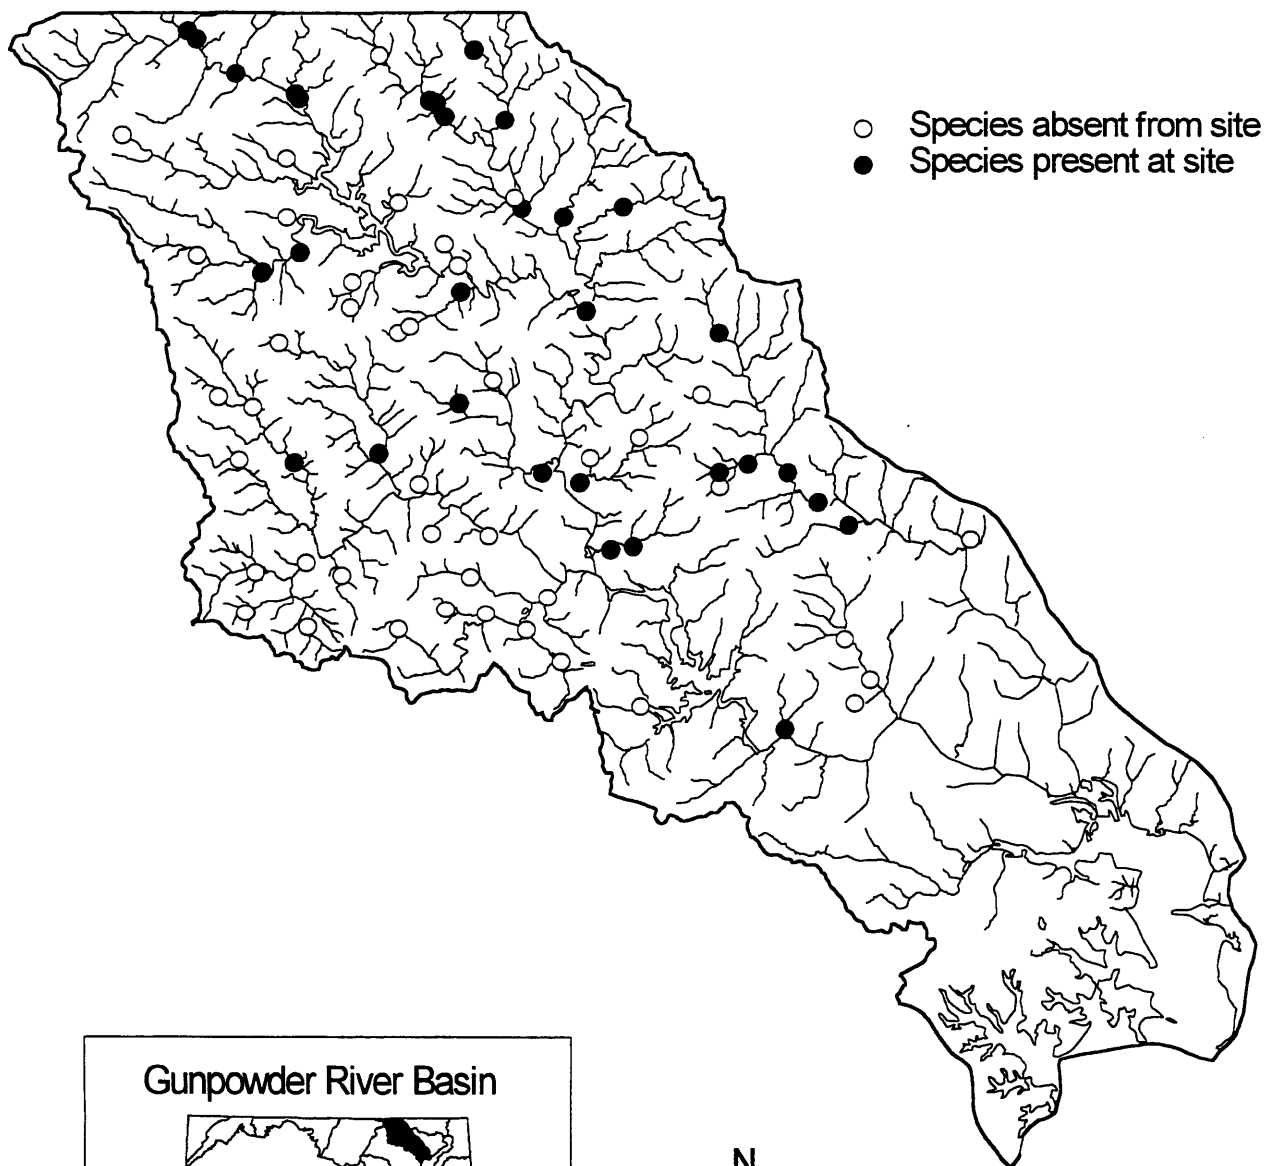 Species absent from site
Species present at site
Gunpowder River Basin
N